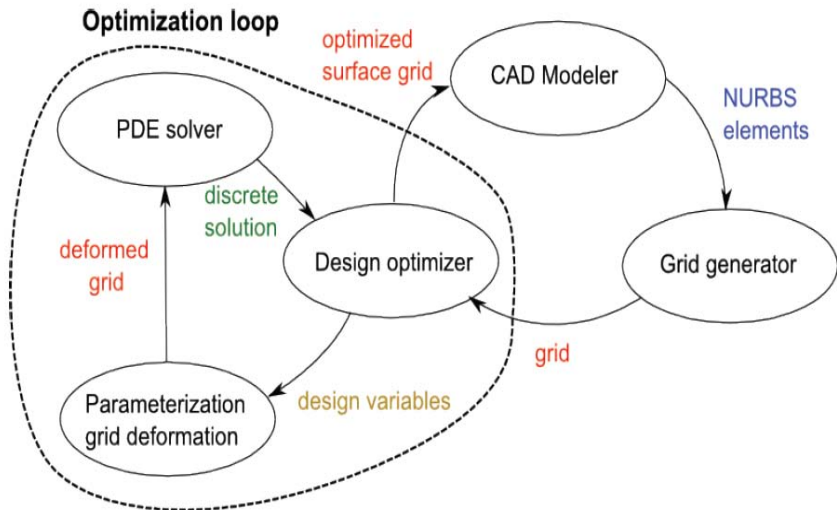 Optimization loop
optimized
surface grid
CAD Modeler
NURBS
elements
PDE solver
discrete
solution
deformed
grid
Design optimizer
Grid generator
grid
design variables
Parameterization
grid deformation